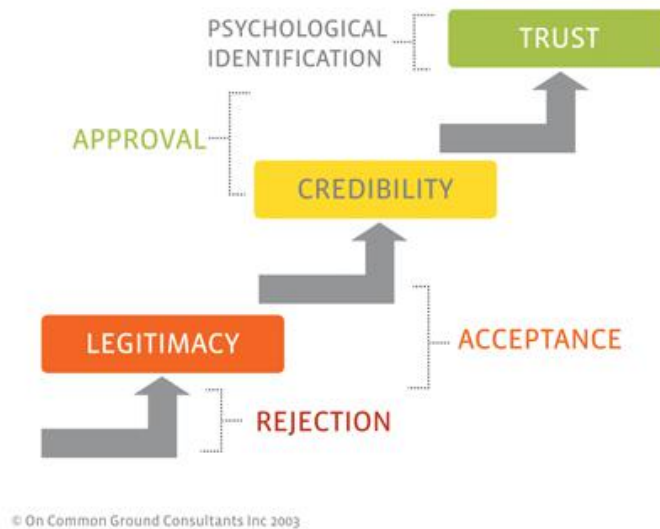 PSYCHOLOGICAL
IDENTIFICATION
TRUST
APPROVAL
CREDIBILITY
LEGITIMACY
ACCEPTANCE
REJECTION
© On Common Ground Consultants Inc 2003